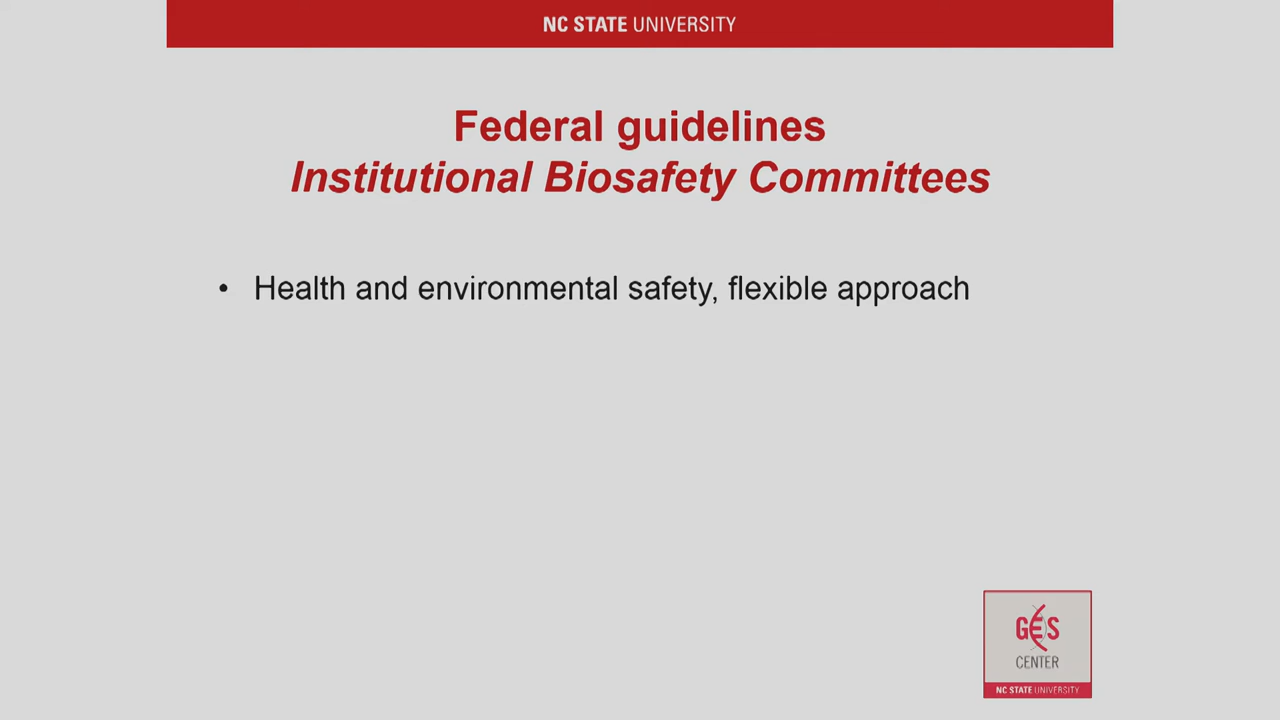 NC STATE UNIVERSITY
Federal guidelines
Institutional Biosafety Committees
• Health and environmental safety, flexible approach
GES
CENTER
NC STATE UNIVERSITY